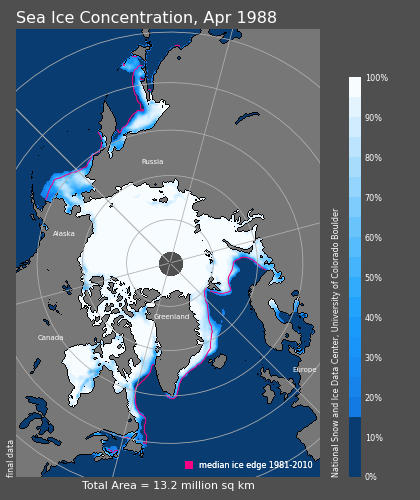 Sea Ice Concentration, Apr 1988
Russia
Alaska
Greenland
Canada
Europe
median ice edge 1981-2010
Total Area = 13.2 million sq km
final data
National Snow and Ice Data Center, University of Colorado Boulder
100%
90%
80%
70%
60%
50%
40%
30%
20%
10%
0%